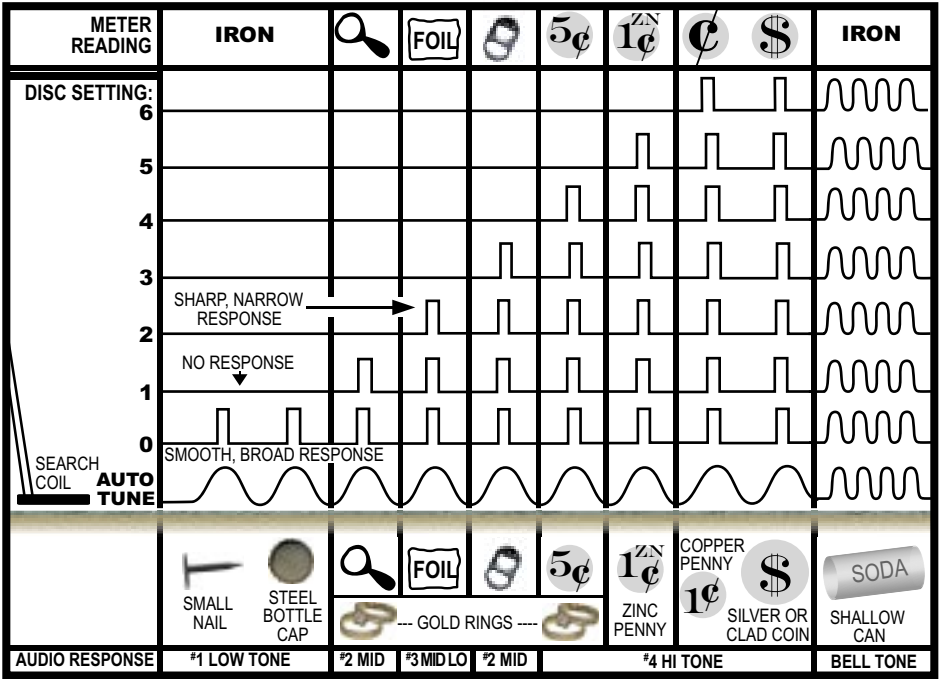 METER
READING
IRON
FOIL
5¢
ZN
1¢
¢
$
IRON
DISC SETTING:
6
5
4
3
SHARP, NARROW
RESPONSE
2
NO RESPONSE
1
0
SMOOTH, BROAD RESPONSE
SEARCH
COIL
AUTO
TUNE
SMALL
NAIL
STEEL
BOTTLE
CAP
FOIL
--- GOLD RINGS ----
5¢
ZN
1¢
ZINC
PENNY
COPPER
PENNY
1¢
$
SILVER OR
CLAD COIN
SODA
SHALLOW
CAN
AUDIO RESPONSE
#1 LOW TONE
#2 MID
#3 MID LO
#2 MID
#4 HI TONE
BELL TONE